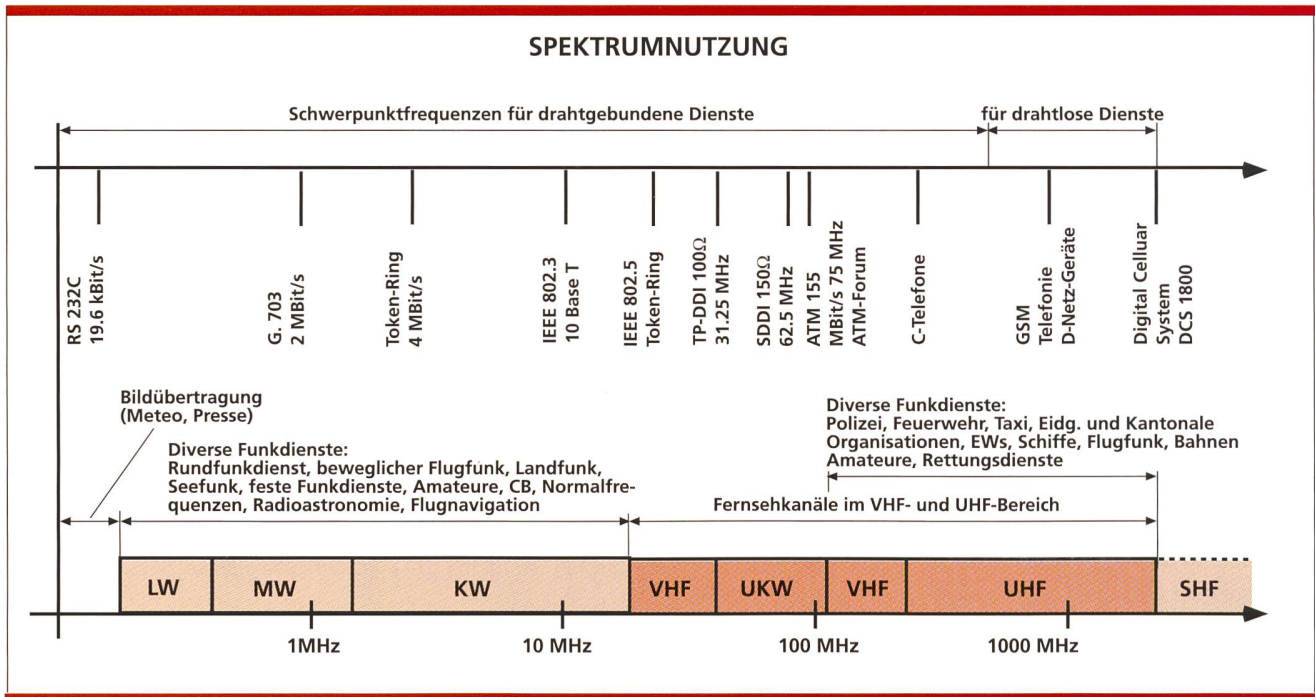 SPEKTRUMNUTZUNG
Schwerpunktfrequenzen für drahtgebundene Dienste
für drahtlose Dienste
RS 232C
19.6 kBit/s
G. 703
2 MBit/s
Token-Ring
4 MBit/s
IEEE 802.3
10 Base T
IEEE 802.5
Token-Ring
TP-DDI 100Ω
31.25 MHz
SDDI 150Ω
62.5 MHz
ATM 155
MBit/s 75 MHz
ATM-Forum
C-Telefone
GSM
Telefonie
D-Netz-Geräte
Digital Celluar
System
DCS 1800
Bildübertragung
(Meteo, Presse)
Diverse Funkdienste:
Rundfunkdienst, beweglicher Flugfunk, Landfunk,
Seefunk, feste Funkdienste, Amateure, CB, Normalfre-
quenzen, Radioastronomie, Flugnavigation
Diverse Funkdienste:
Polizei, Feuerwehr, Taxi, Eidg. und Kantonale
Organisationen, EWs, Schiffe, Flugfunk, Bahnen
Amateure, Rettungsdienste
Fernsehkanäle im VHF- und UHF-Bereich
LW MW KW VHF UKW VHF UHF SHF
1MHz 10 MHz 100 MHz 1000 MHz